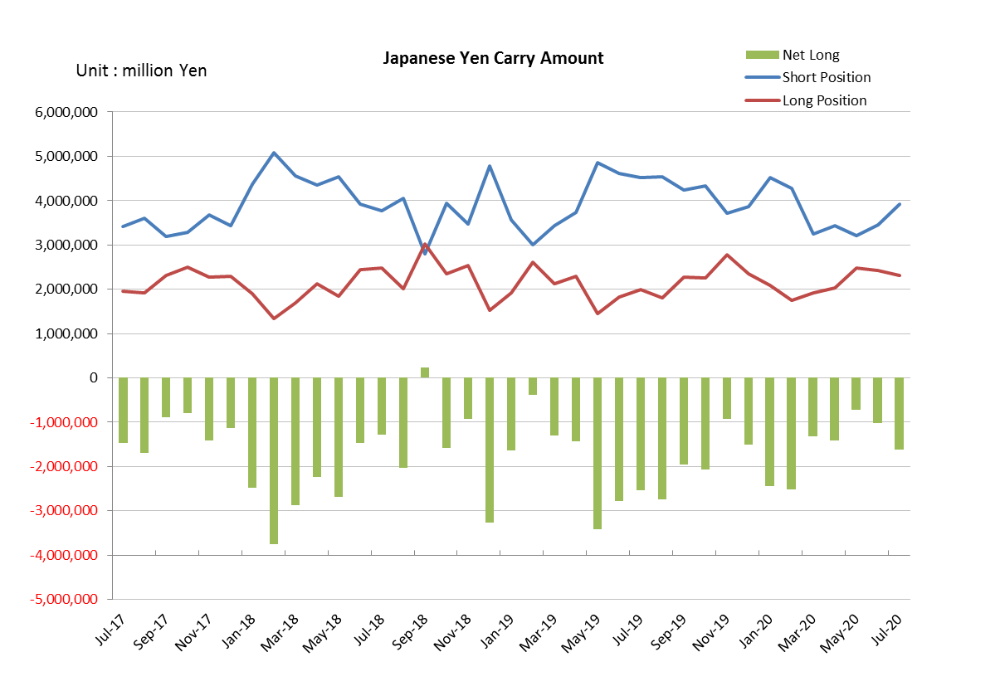 Japanese Yen Carry Amount
Unit : million Yen
Net Long
Short Position
Long Position
6,000,000
5,000,000
4,000,000
3,000,000
2,000,000
1,000,000
0
-1,000,000
-2,000,000
-3,000,000
-4,000,000
-5,000,000
Jul-17
Sep-17
Nov-17
Jan-18
Mar-18
May-18
Jul-18
Sep-18
Nov-18
Jan-19
Mar-19
May-19
Jul-19
Sep-19
Nov-19
Jan-20
Mar-20
May-20
Jul-20